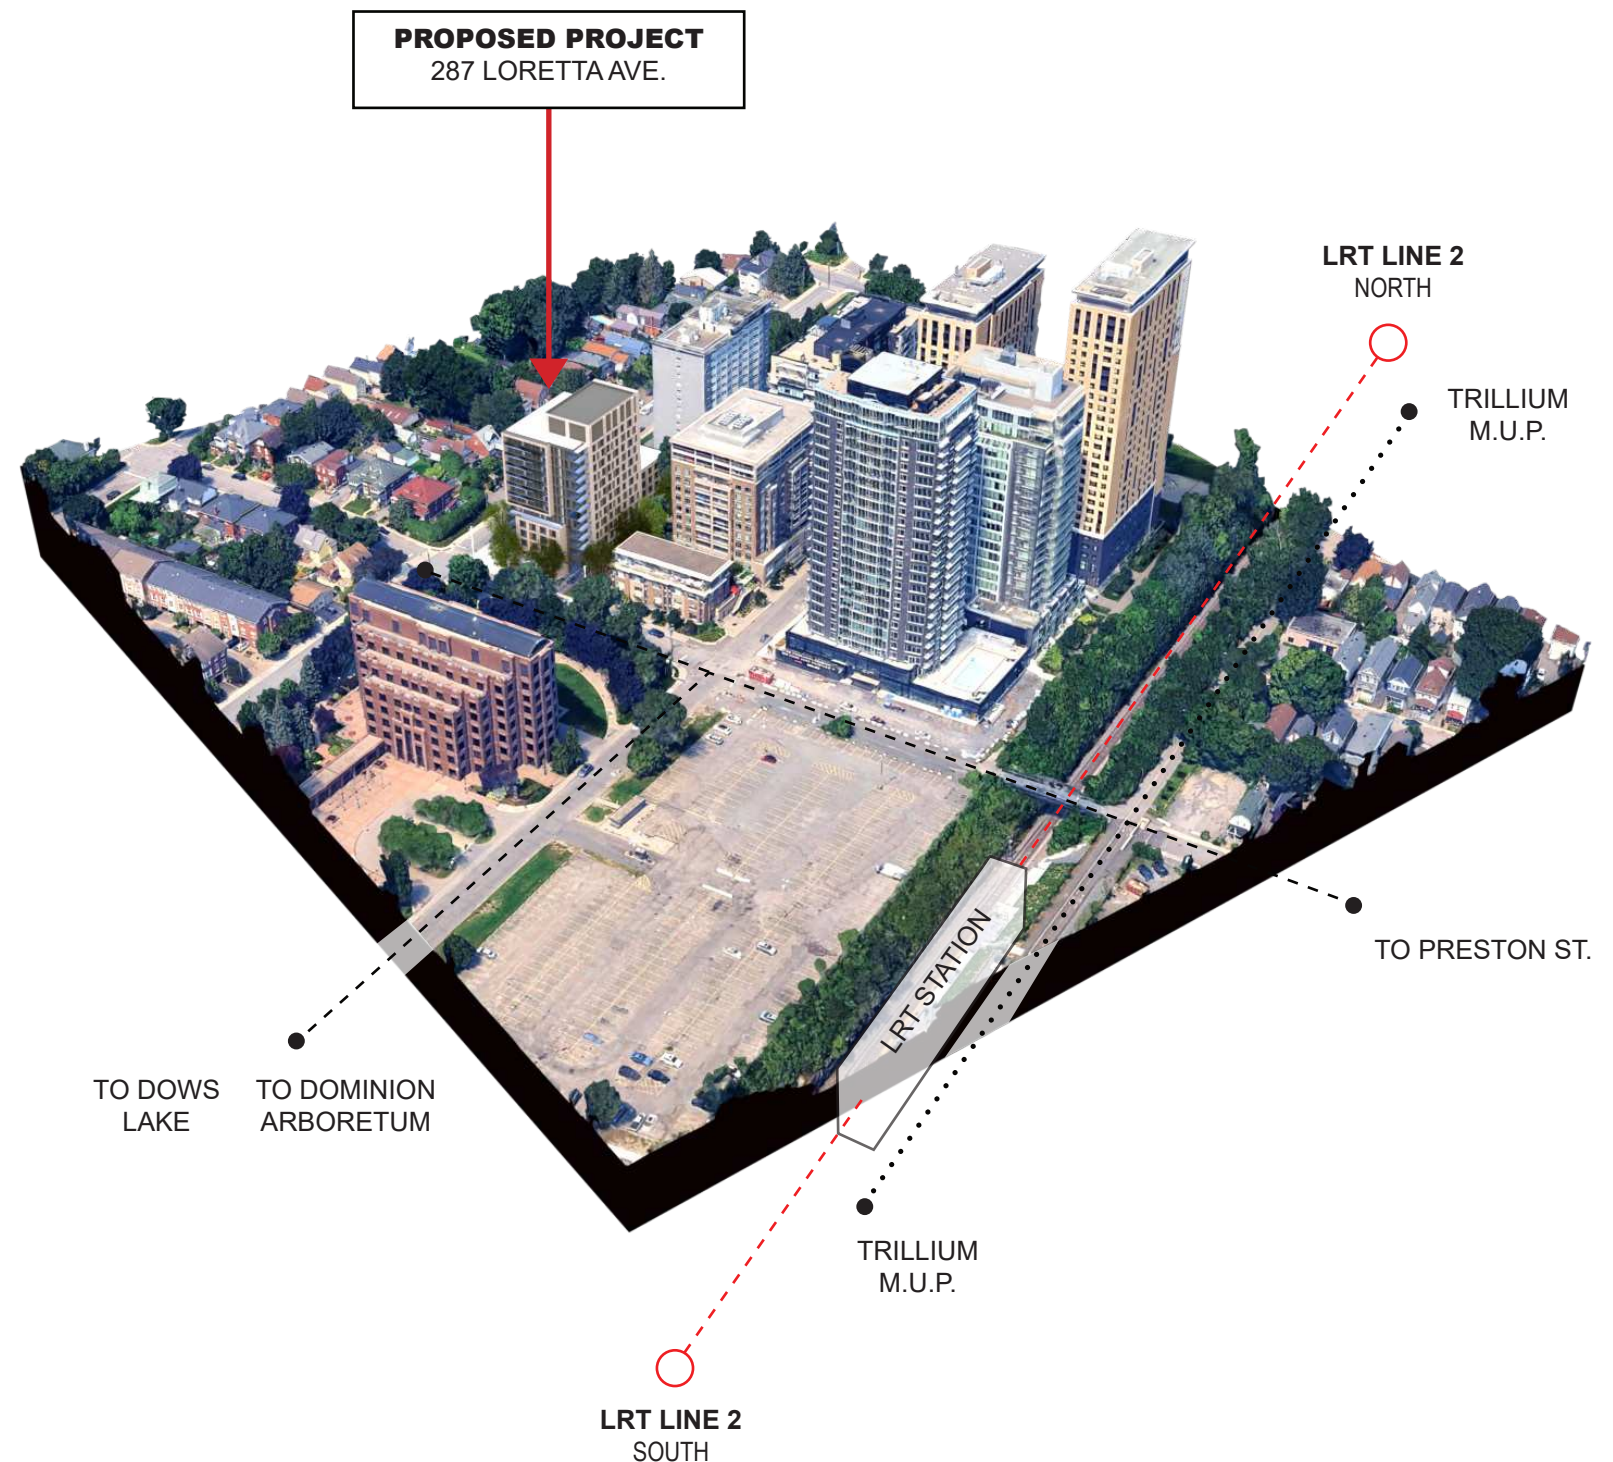 PROPOSED PROJECT
287 LORETTA AVE.
LRT LINE 2
NORTH
TRILLIUM
M.U.P.
LRT STATION
TO PRESTON ST.
TO DOWS
LAKE
TO DOMINION
ARBORETUM
TRILLIUM
M.U.P.
LRT LINE 2
SOUTH